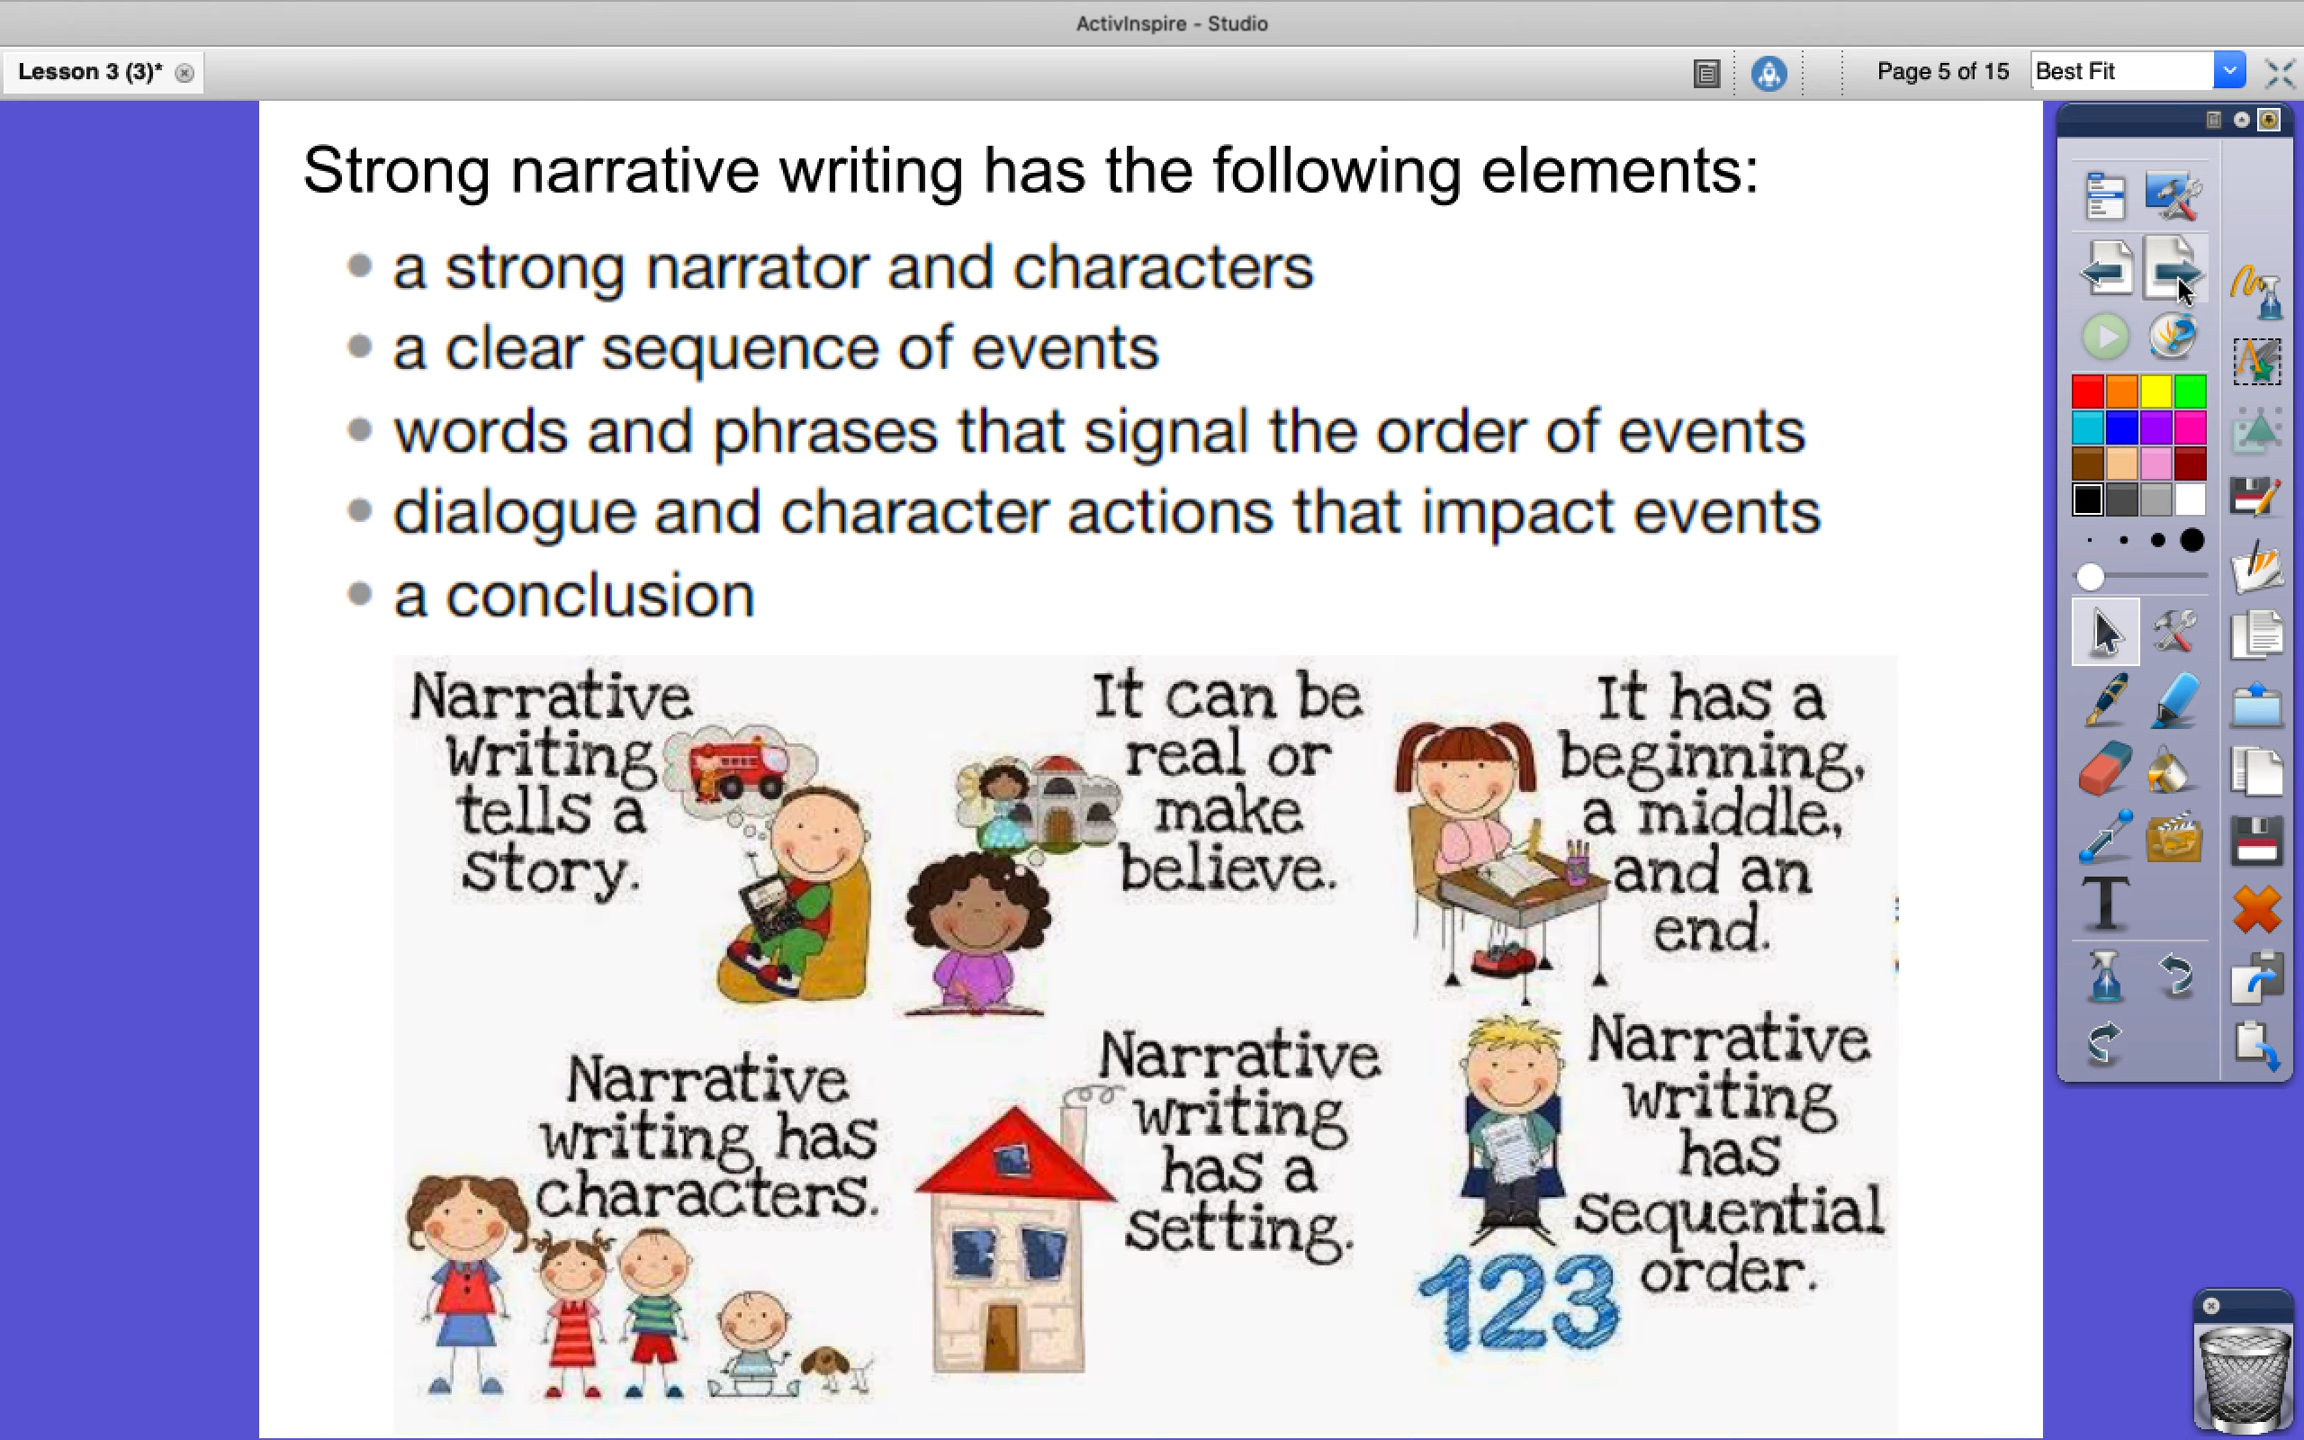 ActivInspire - Studio
Lesson 3 (3)*
Page 5 of 15
Best Fit
Strong narrative writing has the following elements:
• a strong narrator and characters
• a clear sequence of events
• words and phrases that signal the order of events
• dialogue and character actions that impact events
• a conclusion
Narrative
writing
tells a
story.
It can be
real or
make
believe.
It has a
beginning,
a middle,
and an
end.
Narrative
writing has
characters.
Narrative
writing
has a
setting.
Narrative
writing
has
sequential
order.
123
T